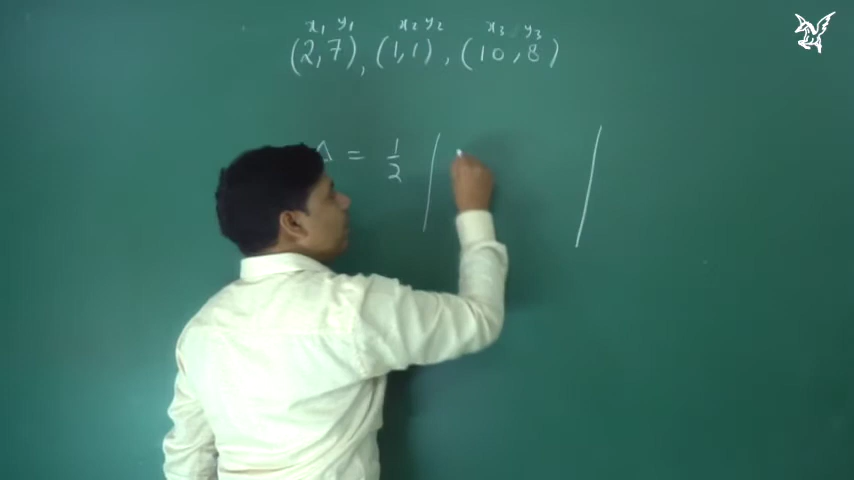 x₁ y₁ x₂ y₂ x₃ y₃
(2,7), (1,1), (10,8)
Δ = 1/2 | |